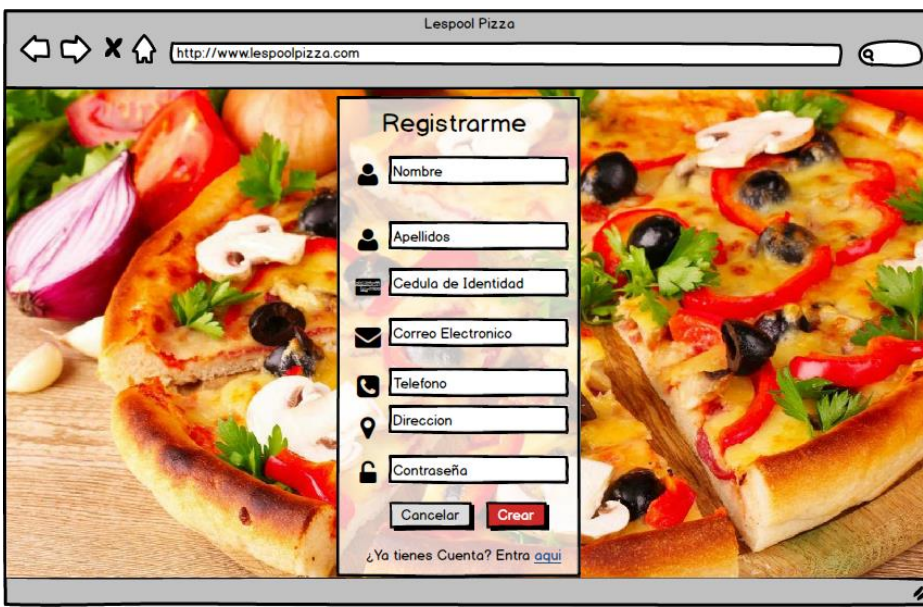 Lespool Pizza
http://www.lespoolpizza.com
Registrarme
Nombre
Apellidos
Cedula de Identidad
Correo Electronico
Telefono
Direccion
Contraseña
Cancelar Crear
¿Ya tienes Cuenta? Entra aqui